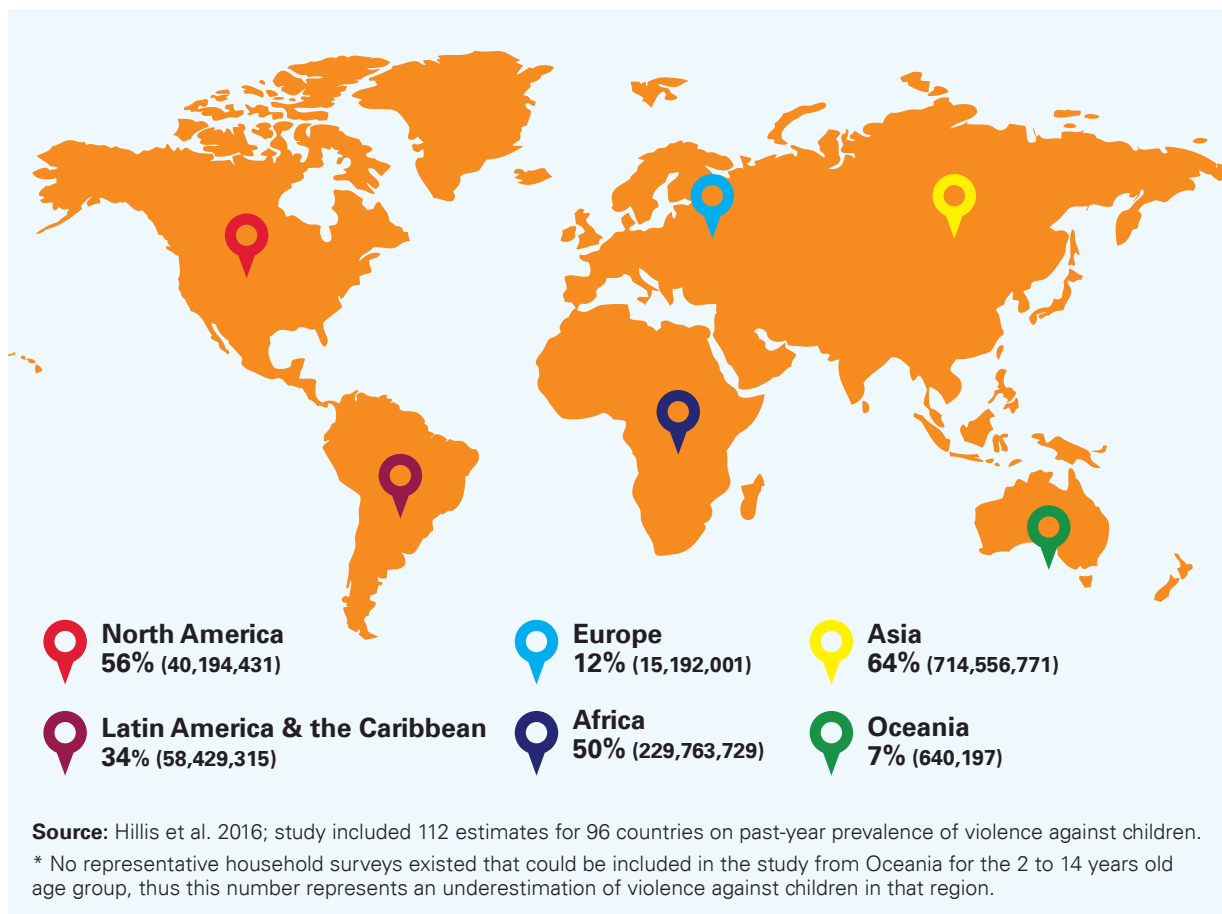 North America
56% (40,194,431)
Europe
12% (15,192,001)
Asia
64% (714,556,771)
Latin America & the Caribbean
34% (58,429,315)
Africa
50% (229,763,729)
Oceania
7% (640,197)
Source: Hillis et al. 2016; study included 112 estimates for 96 countries on past-year prevalence of violence against children.
* No representative household surveys existed that could be included in the study from Oceania for the 2 to 14 years old
age group, thus this number represents an underestimation of violence against children in that region.